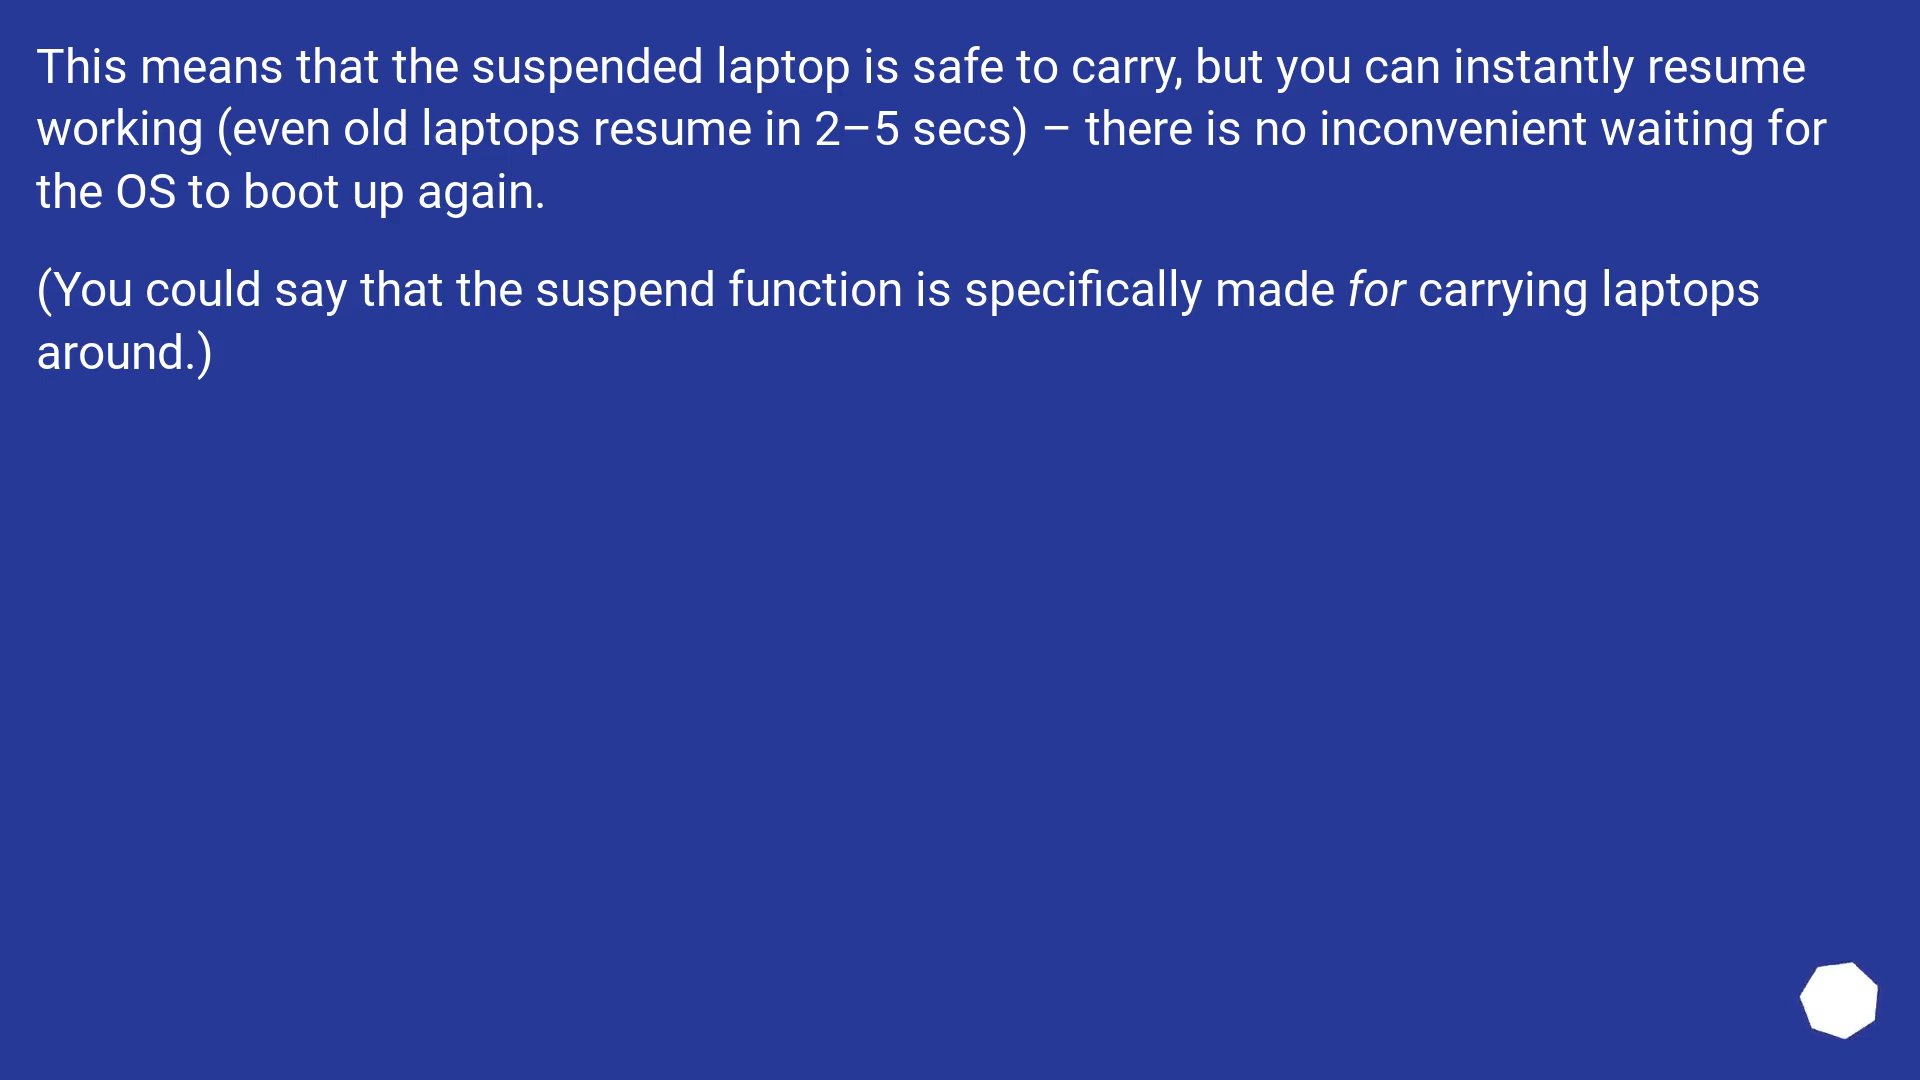 This means that the suspended laptop is safe to carry, but you can instantly resume
working (even old laptops resume in 2–5 secs) – there is no inconvenient waiting for
the OS to boot up again.
(You could say that the suspend function is specifically made for carrying laptops
around.)